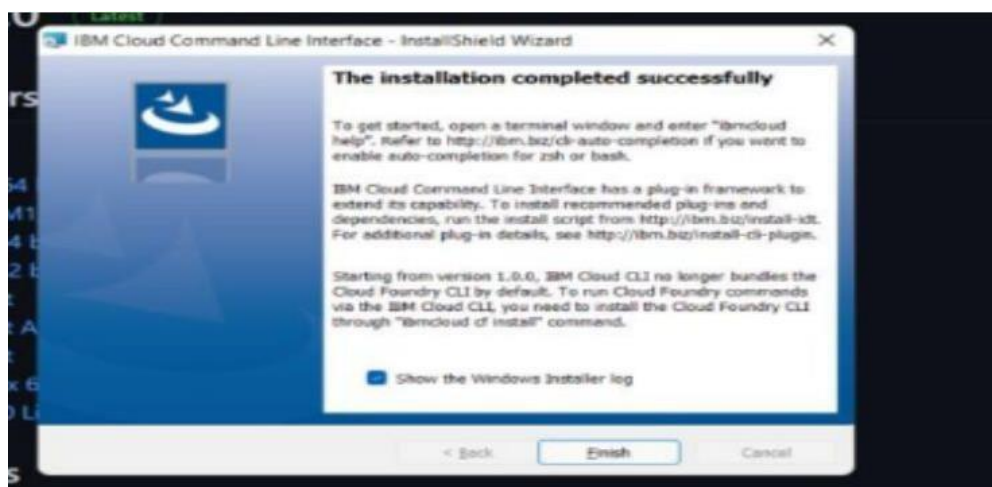 Latest
IBM Cloud Command Line Interface - InstallShield Wizard
The installation completed successfully
To get started, open a terminal window and enter "ibmcloud
help". Refer to http://ibm.biz/cli-auto-completion if you want to
enable auto-completion for zsh or bash.
IBM Cloud Command Line Interface has a plug-in framework to
extend its capability. To install recommended plug-ins and
dependencies, run the install script from http://ibm.biz/install-idt.
For additional plug-in details, see http://ibm.biz/install-cli-plugin.
Starting from version 1.0.0, IBM Cloud CLI no longer bundles the
Cloud Foundry CLI by default. To run Cloud Foundry commands
via the IBM Cloud CLI, you need to install the Cloud Foundry CLI
through "ibmcloud cf install" command.
Show the Windows Installer log
< Back Finish Cancel